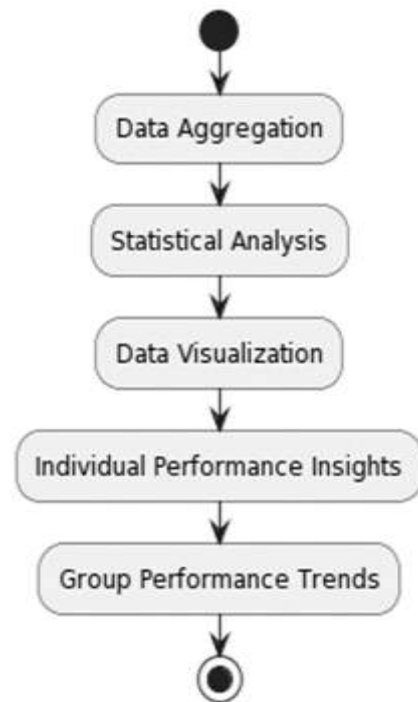 Data Aggregation
Statistical Analysis
Data Visualization
Individual Performance Insights
Group Performance Trends